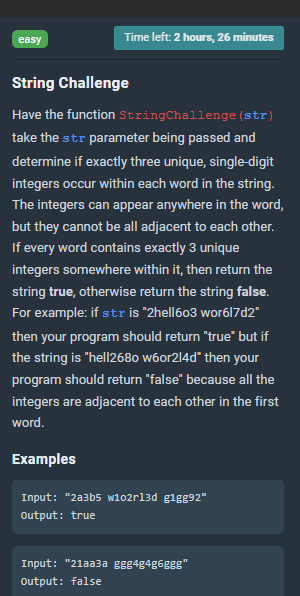 easy
Time left: 2 hours, 26 minutes
String Challenge
Have the function StringChallenge(str)
take the str parameter being passed and
determine if exactly three unique, single-digit
integers occur within each word in the string.
The integers can appear anywhere in the word,
but they cannot be all adjacent to each other.
If every word contains exactly 3 unique
integers somewhere within it, then return the
string true, otherwise return the string false.
For example: if str is "2hell6o3 wor6l7d2"
then your program should return "true" but if
the string is "hell268o w6or2l4d" then your
program should return "false" because all the
integers are adjacent to each other in the first
word.
Examples
Input: "2a3b5 w1o2rl3d g1gg92"
Output: true
Input: "21aa3a ggg4g4g6ggg"
Output: false